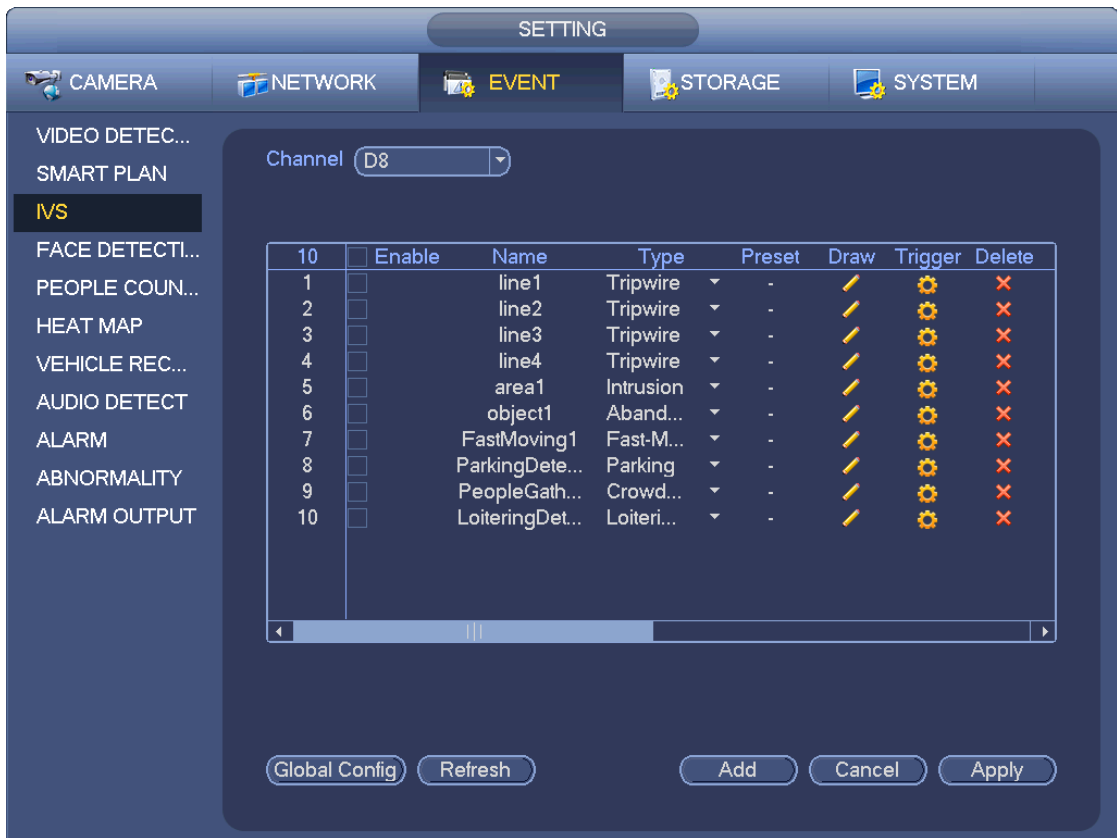 SETTING
CAMERA NETWORK EVENT STORAGE SYSTEM
VIDEO DETEC...
SMART PLAN
IVS
FACE DETECTI...
PEOPLE COUN...
HEAT MAP
VEHICLE REC...
AUDIO DETECT
ALARM
ABNORMALITY
ALARM OUTPUT
Channel D8
10 Enable Name Type Preset Draw Trigger Delete
1 line1 Tripwire -
2 line2 Tripwire -
3 line3 Tripwire -
4 line4 Tripwire -
5 area1 Intrusion -
6 object1 Aband... -
7 FastMoving1 Fast-M... -
8 ParkingDete... Parking -
9 PeopleGath... Crowd... -
10 LoiteringDet... Loiteri... -
Global Config Refresh Add Cancel Apply